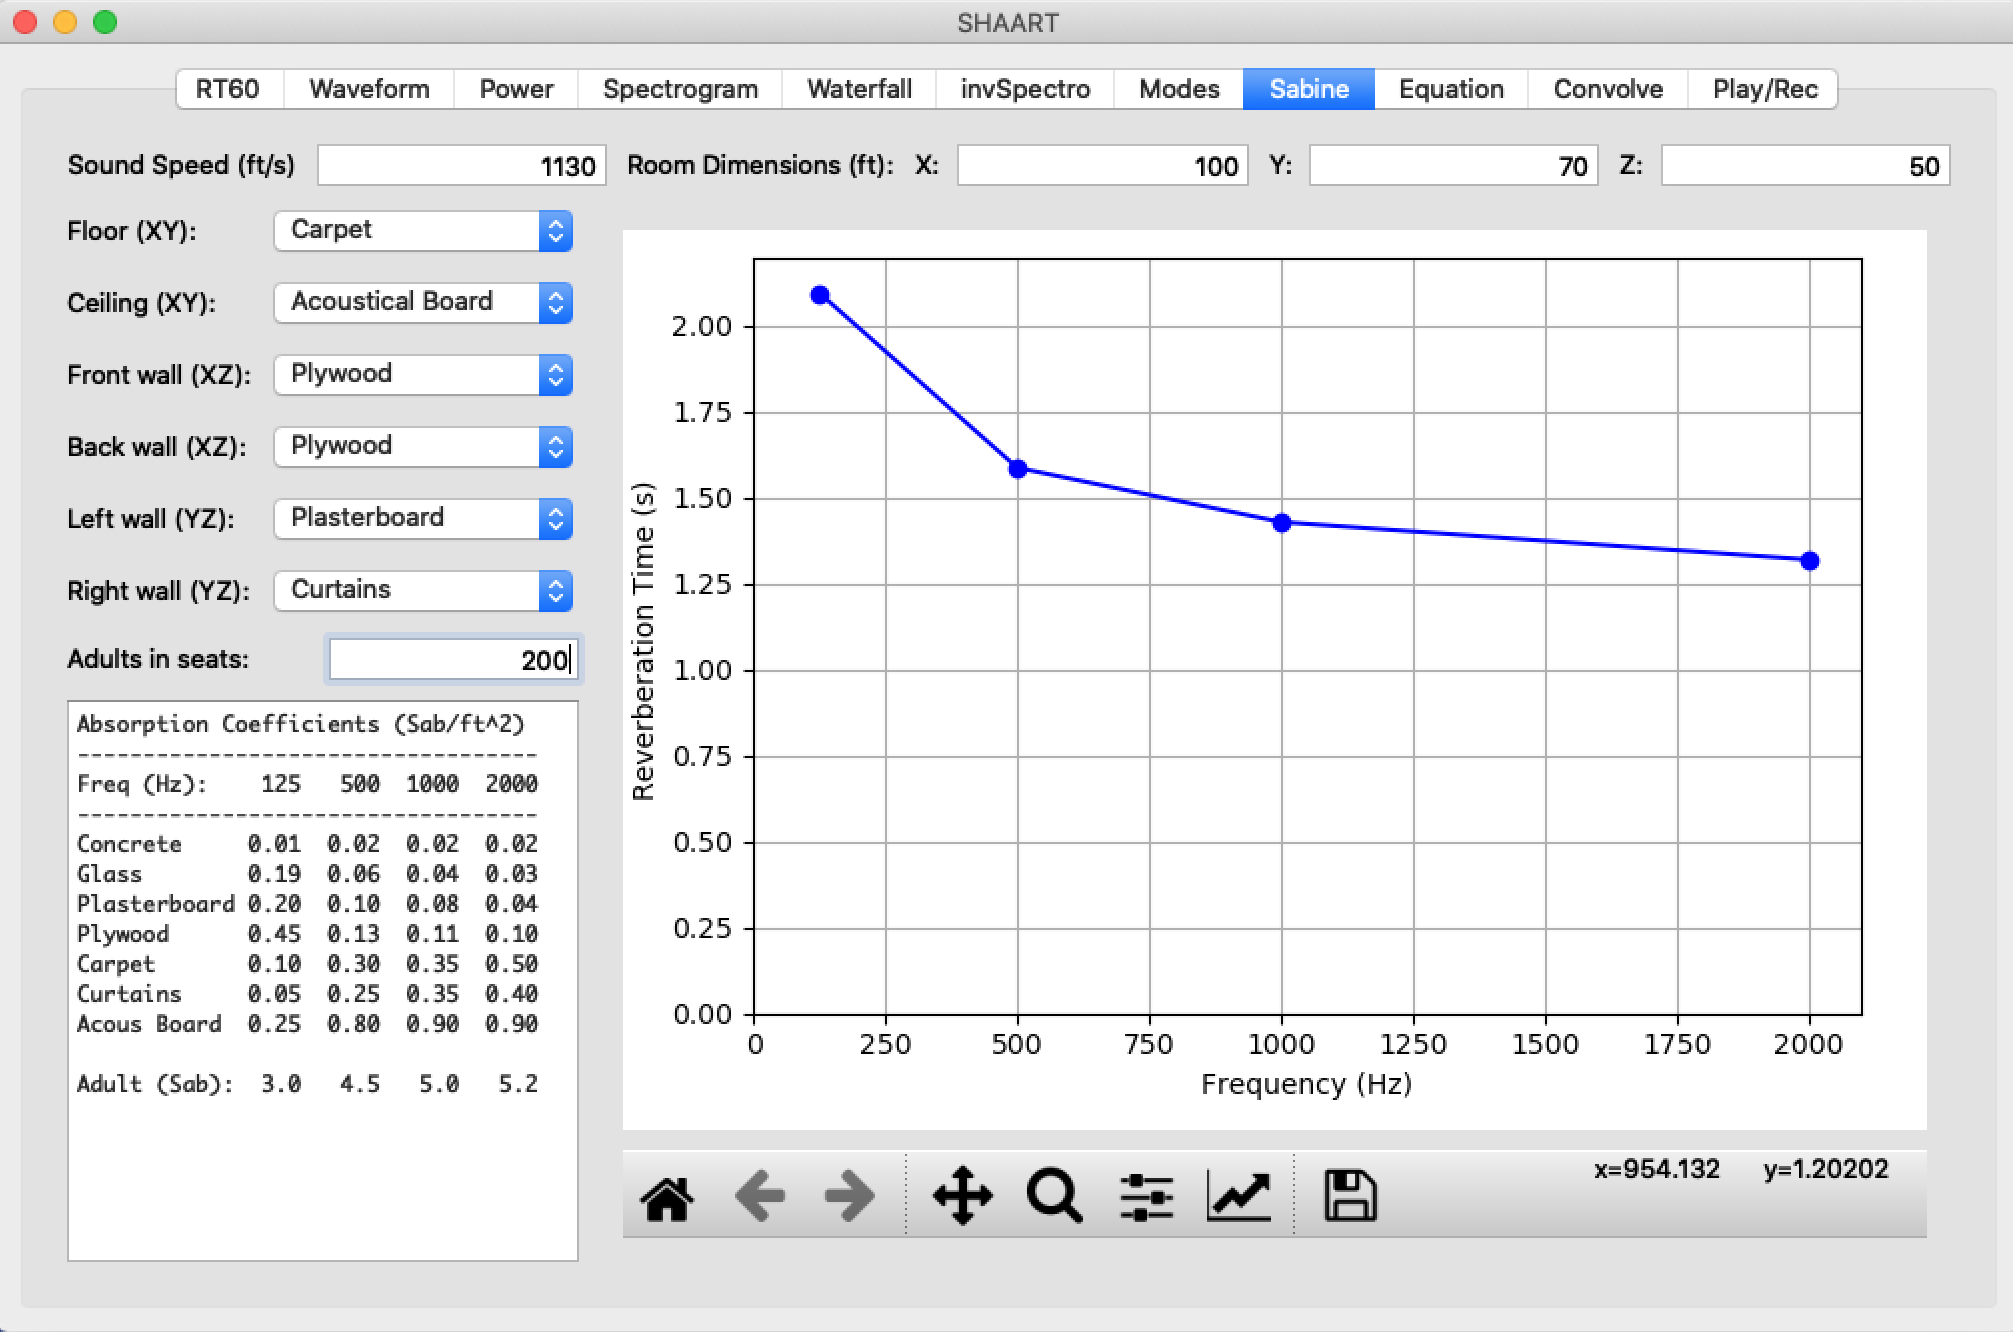 SHAART
RT60 Waveform Power Spectrogram Waterfall invSpectro Modes Sabine Equation Convolve Play/Rec
Sound Speed (ft/s) 1130 Room Dimensions (ft): X: 100 Y: 70 Z: 50
Floor (XY): Carpet
Ceiling (XY): Acoustical Board
Front wall (XZ): Plywood
Back wall (XZ): Plywood
Left wall (YZ): Plasterboard
Right wall (YZ): Curtains
Adults in seats: 200
Absorption Coefficients (Sab/ft^2)
-----------------------------------
Freq (Hz): 125 500 1000 2000
-----------------------------------
Concrete 0.01 0.02 0.02 0.02
Glass 0.19 0.06 0.04 0.03
Plasterboard 0.20 0.10 0.08 0.04
Plywood 0.45 0.13 0.11 0.10
Carpet 0.10 0.30 0.35 0.50
Curtains 0.05 0.25 0.35 0.40
Acous Board 0.25 0.80 0.90 0.90
Adult (Sab): 3.0 4.5 5.0 5.2
Reverberation Time (s)
2.00
1.75
1.50
1.25
1.00
0.75
0.50
0.25
0.00
0 250 500 750 1000 1250 1500 1750 2000
Frequency (Hz)
x=954.132 y=1.20202